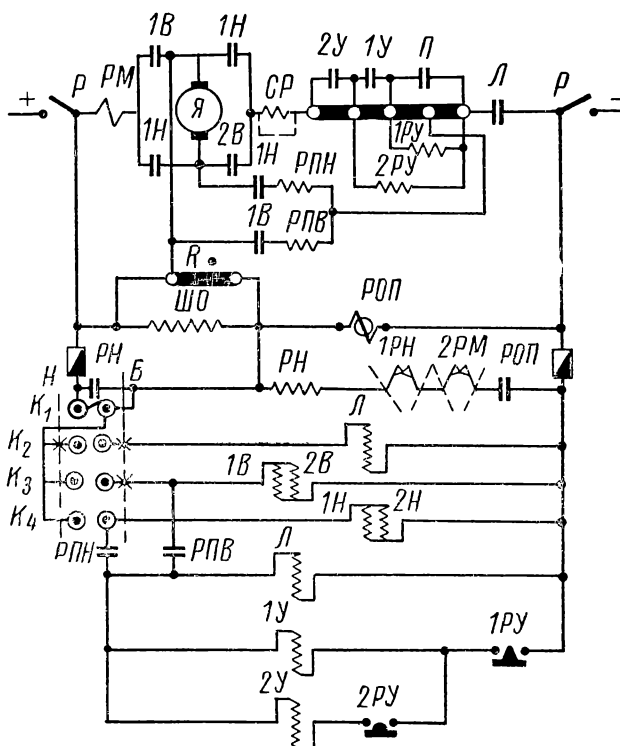 1В 1Н 2У 1У П
+ Р РМ Я СР Л Р −
1Н 2В 1РУ
1Н РПН 2РУ
1В РПВ
R
ШО РОП
РН Б РН 1РН 2РМ РОП
Н
К1
К2 Л
К3 1В 2В
К4 1Н 2Н
РПН РПВ Л
1У 1РУ
2У 2РУ